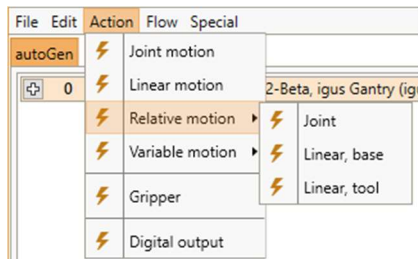 File Edit Action Flow Special
autoGen
Joint motion
Linear motion
0 2-Beta, igus Gantry (ig
Relative motion
Joint
Variable motion
Linear, base
Linear, tool
Gripper
Digital output